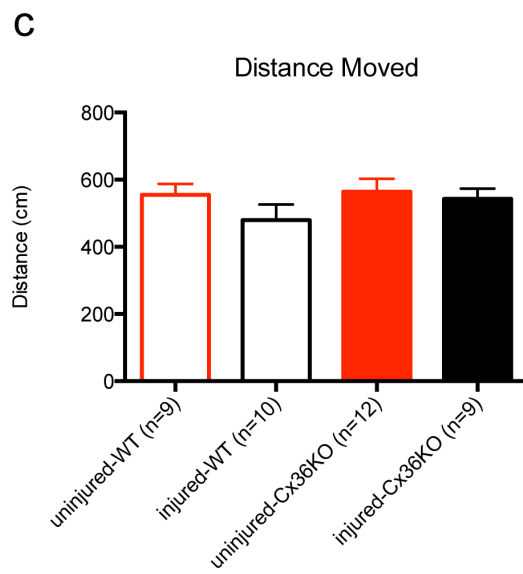 C
Distance Moved
Distance (cm)
800
600
400
200
0
uninjured-WT (n=9)
injured-WT (n=10)
uninjured-Cx36KO (n=12)
injured-Cx36KO (n=9)